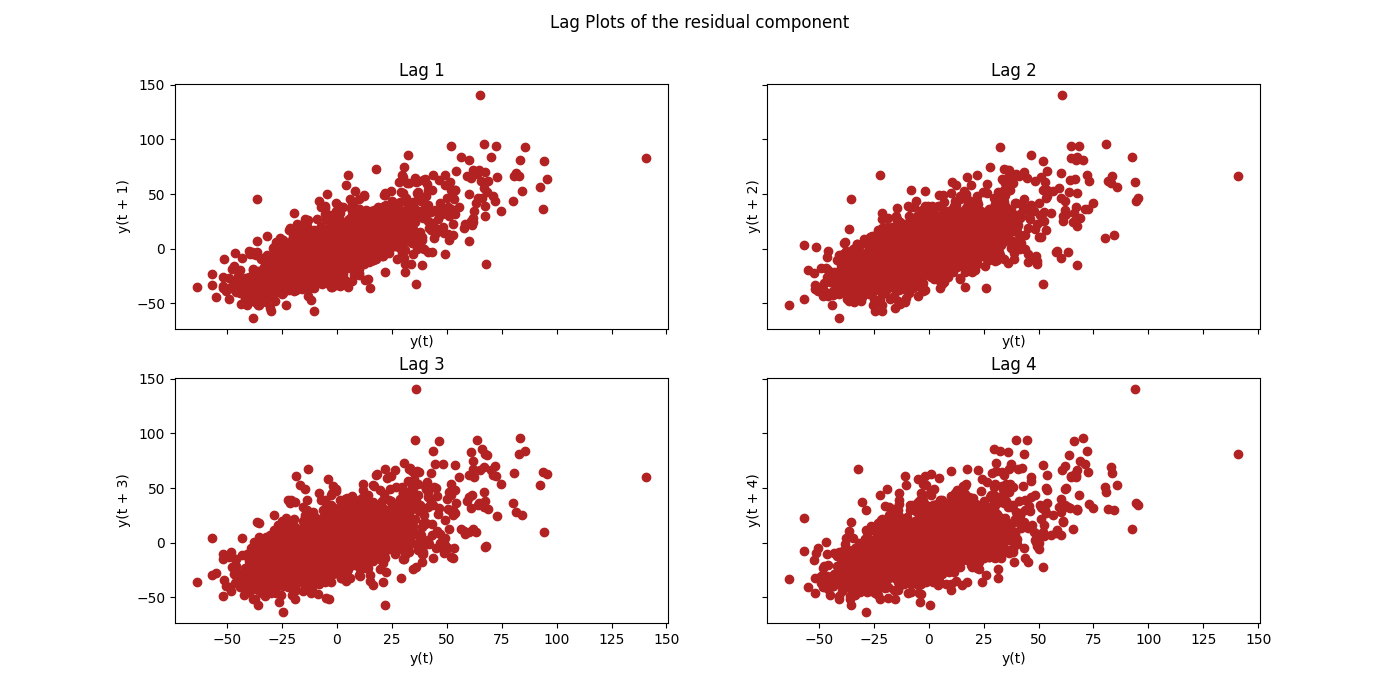 Lag Plots of the residual component
Lag 1
150
100
50
0
−50
y(t + 1)
y(t)
Lag 2
y(t + 2)
y(t)
Lag 3
150
100
50
0
−50
y(t + 3)
−50 −25 0 25 50 75 100 125 150
y(t)
Lag 4
y(t + 4)
−50 −25 0 25 50 75 100 125 150
y(t)